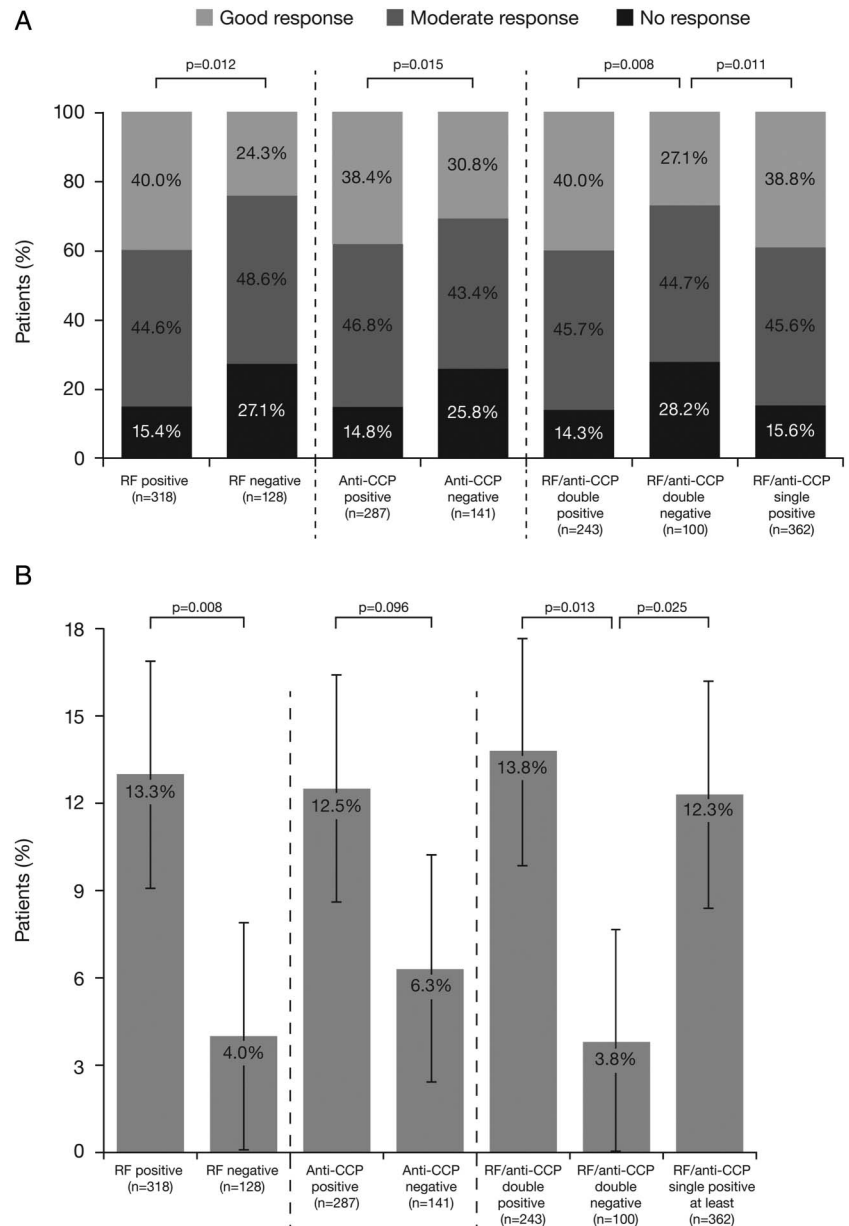 A
Good response Moderate response No response
p=0.012 p=0.015 p=0.008 p=0.011
Patients (%)
100
80
60
40
20
0
40.0% 24.3% 38.4% 30.8% 40.0% 27.1% 38.8%
44.6% 48.6% 46.8% 43.4% 45.7% 44.7% 45.6%
15.4% 27.1% 14.8% 25.8% 14.3% 28.2% 15.6%
RF positive
(n=318)
RF negative
(n=128)
Anti-CCP
positive
(n=287)
Anti-CCP
negative
(n=141)
RF/anti-CCP
double
positive
(n=243)
RF/anti-CCP
double
negative
(n=100)
RF/anti-CCP
single
positive
(n=362)
B
p=0.008 p=0.096 p=0.013 p=0.025
Patients (%)
18
15
12
9
6
3
0
13.3% 4.0% 12.5% 6.3% 13.8% 3.8% 12.3%
RF positive
(n=318)
RF negative
(n=128)
Anti-CCP
positive
(n=287)
Anti-CCP
negative
(n=141)
RF/anti-CCP
double
positive
(n=243)
RF/anti-CCP
double
negative
(n=100)
RF/anti-CCP
single positive
at least
(n=362)